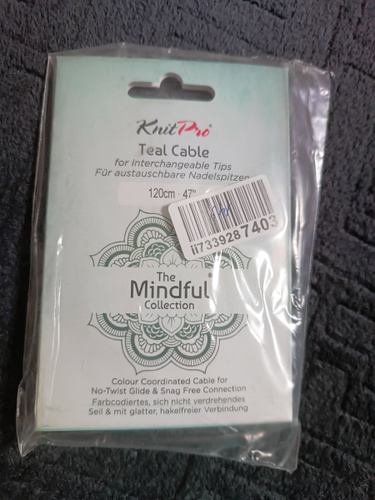 KnitPro
Teal Cable
for Interchangeable Tips
Für austauschbare Nadelspitzen
120cm · 47"
ii7339287403
The
Mindful
Collection
Colour Coordinated Cable for
No-Twist Glide & Snag Free Connection
Farbcodiertes, sich nicht verdrehendes
Seil & mit glatter, hakelfreier Verbindung